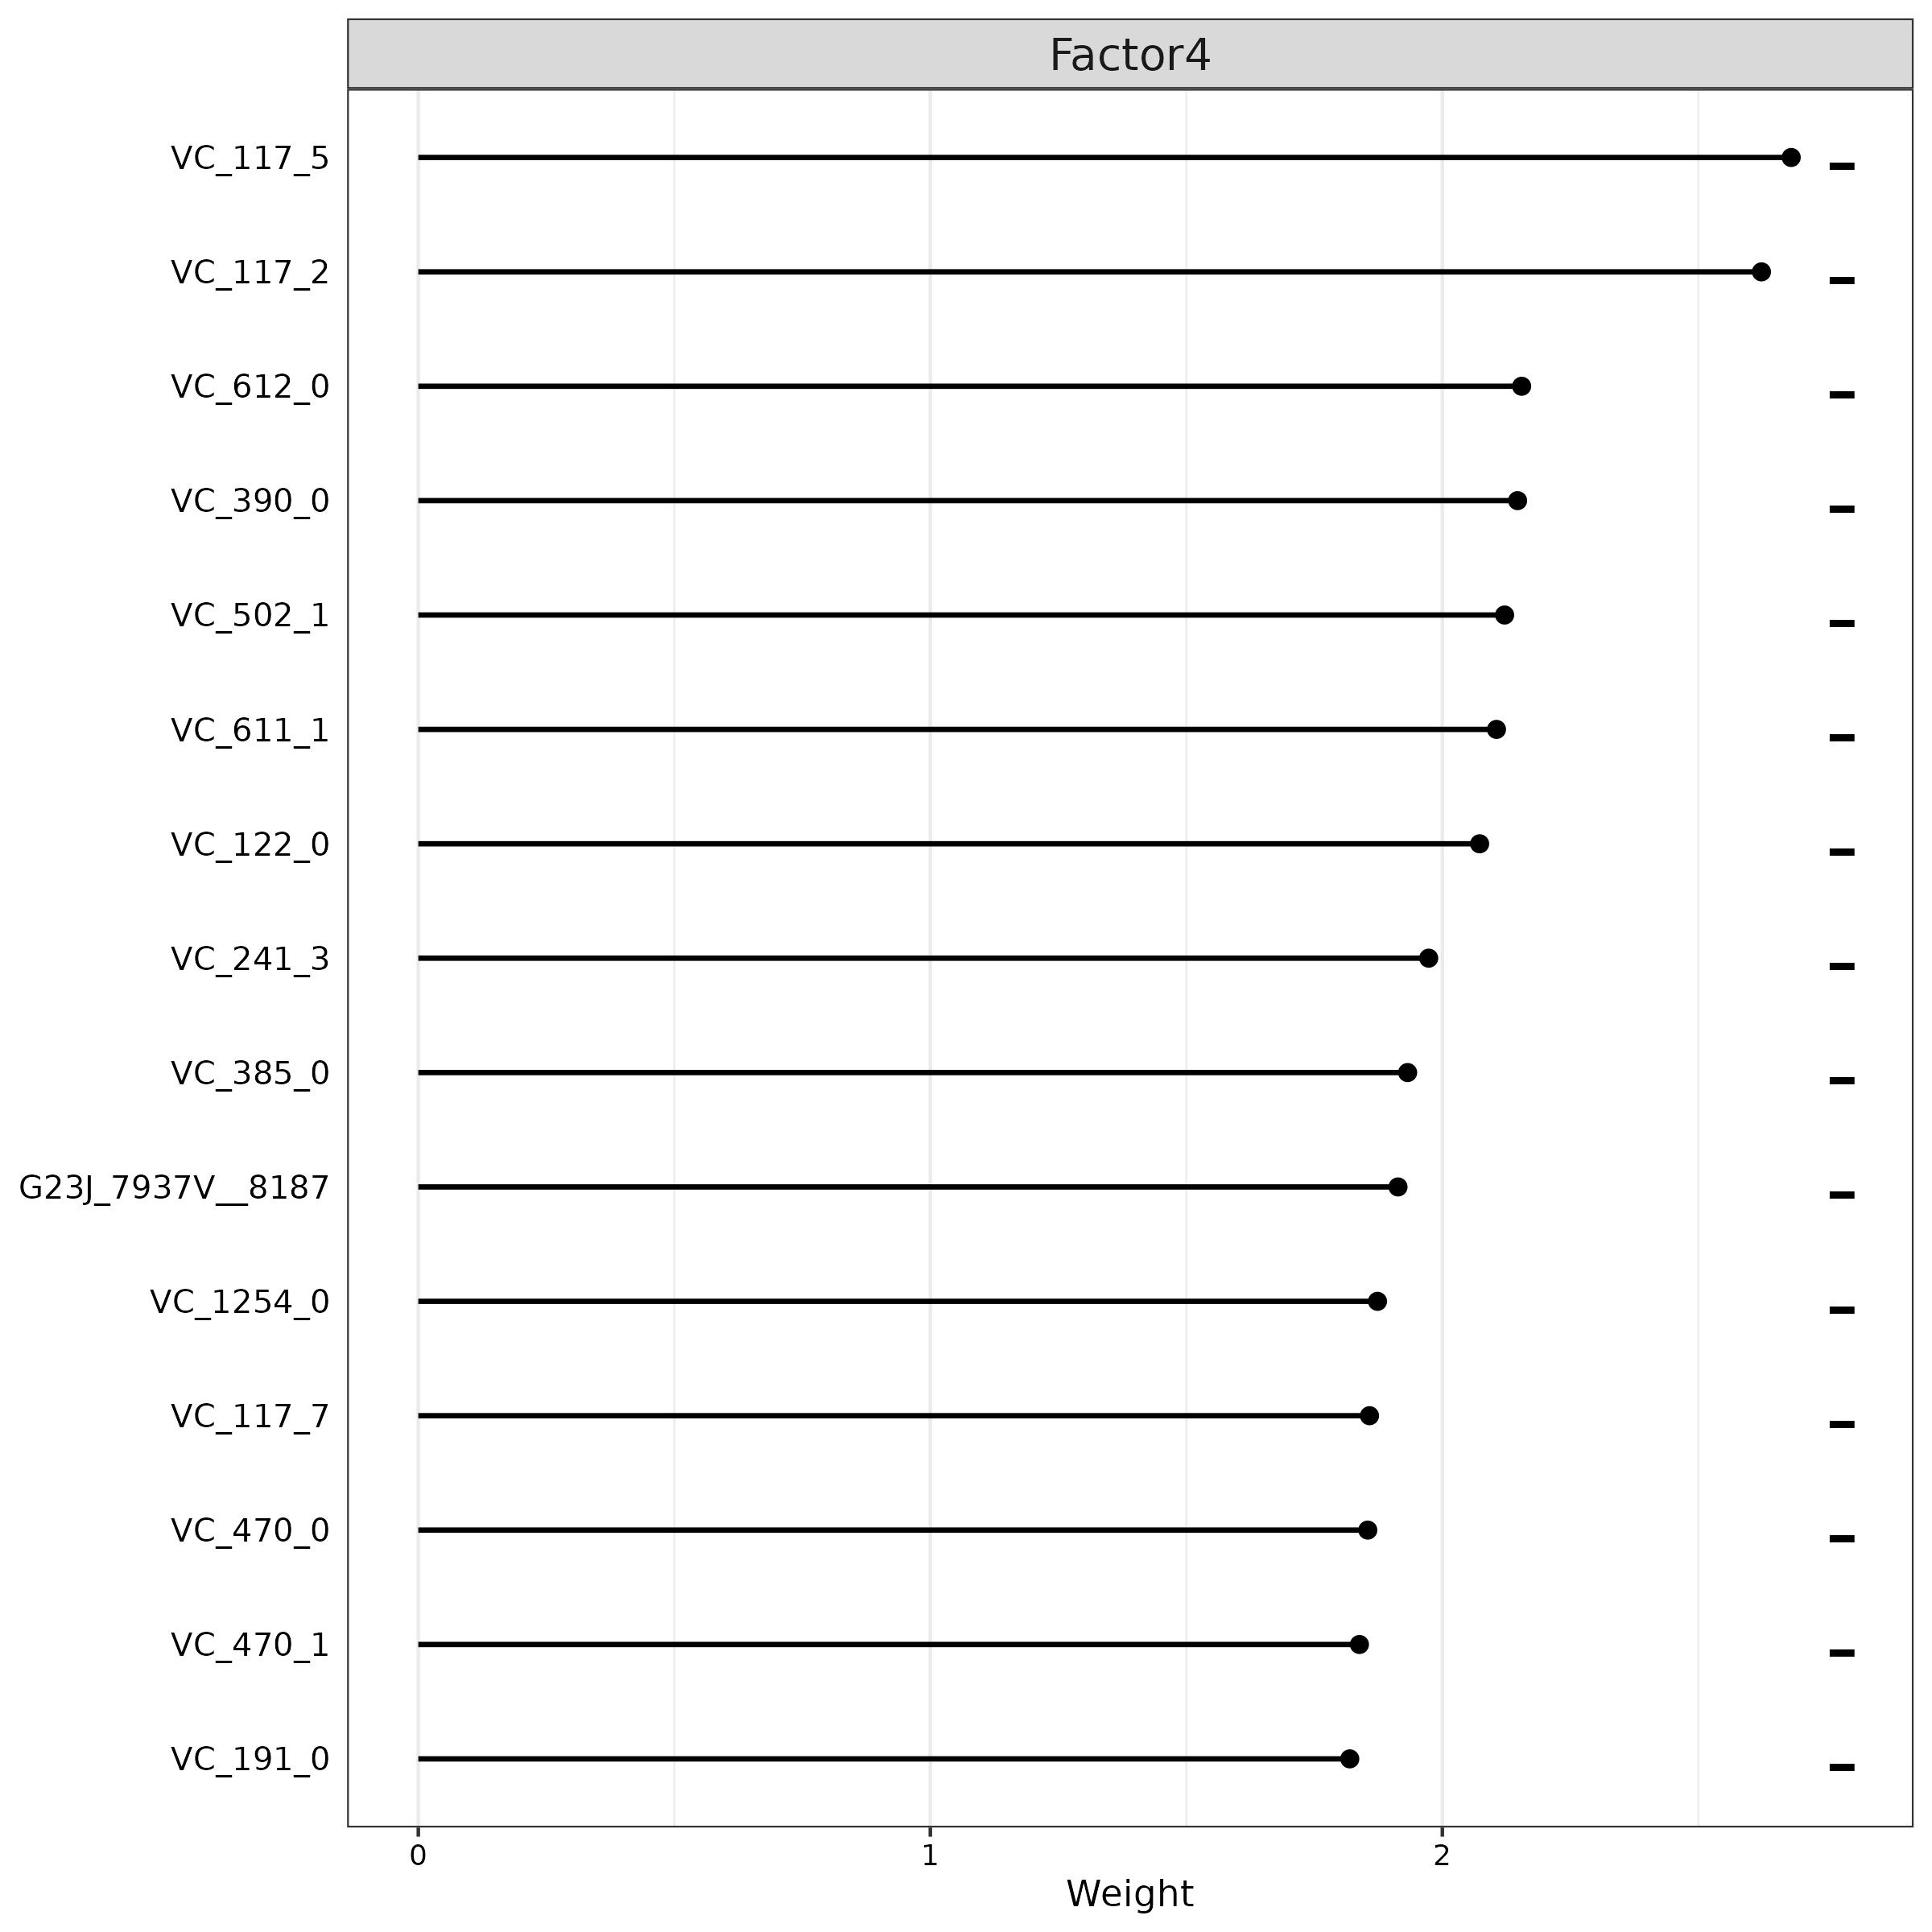 Factor4
VC_117_5 -
VC_117_2 -
VC_612_0 -
VC_390_0 -
VC_502_1 -
VC_611_1 -
VC_122_0 -
VC_241_3 -
VC_385_0 -
G23J_7937V__8187 -
VC_1254_0 -
VC_117_7 -
VC_470_0 -
VC_470_1 -
VC_191_0 -
0 1 2
Weight